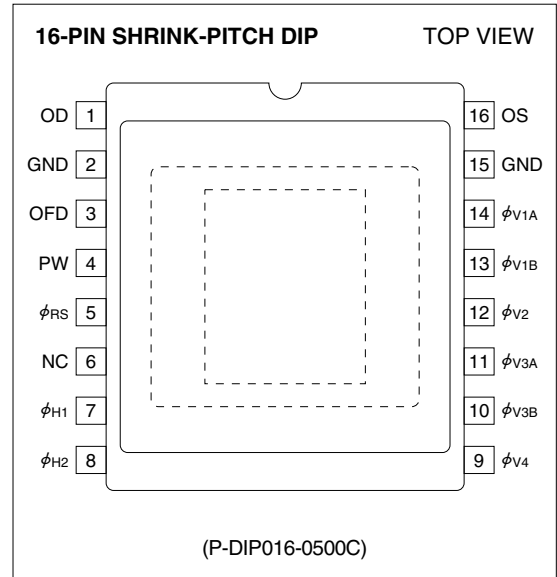 16-PIN SHRINK-PITCH DIP TOP VIEW
OD 1 16 OS
GND 2 15 GND
OFD 3 14 ϕV1A
PW 4 13 ϕV1B
ϕRS 5 12 ϕV2
NC 6 11 ϕV3A
ϕH1 7 10 ϕV3B
ϕH2 8 9 ϕV4
(P-DIP016-0500C)